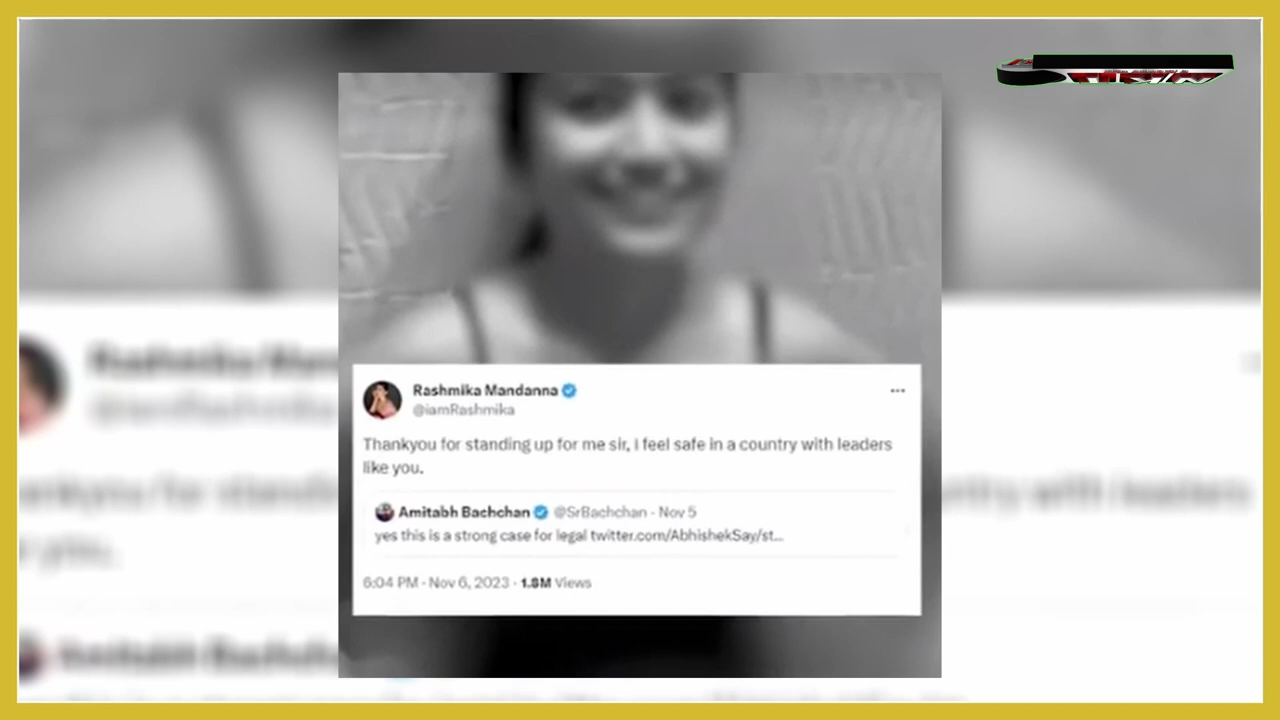 Rashmika Mandanna
@iamRashmika
Thankyou for standing up for me sir, I feel safe in a country with leaders
like you.
Amitabh Bachchan @SrBachchan · Nov 5
yes this is a strong case for legal twitter.com/AbhishekSay/st...
6:04 PM · Nov 6, 2023 · 1.8M Views